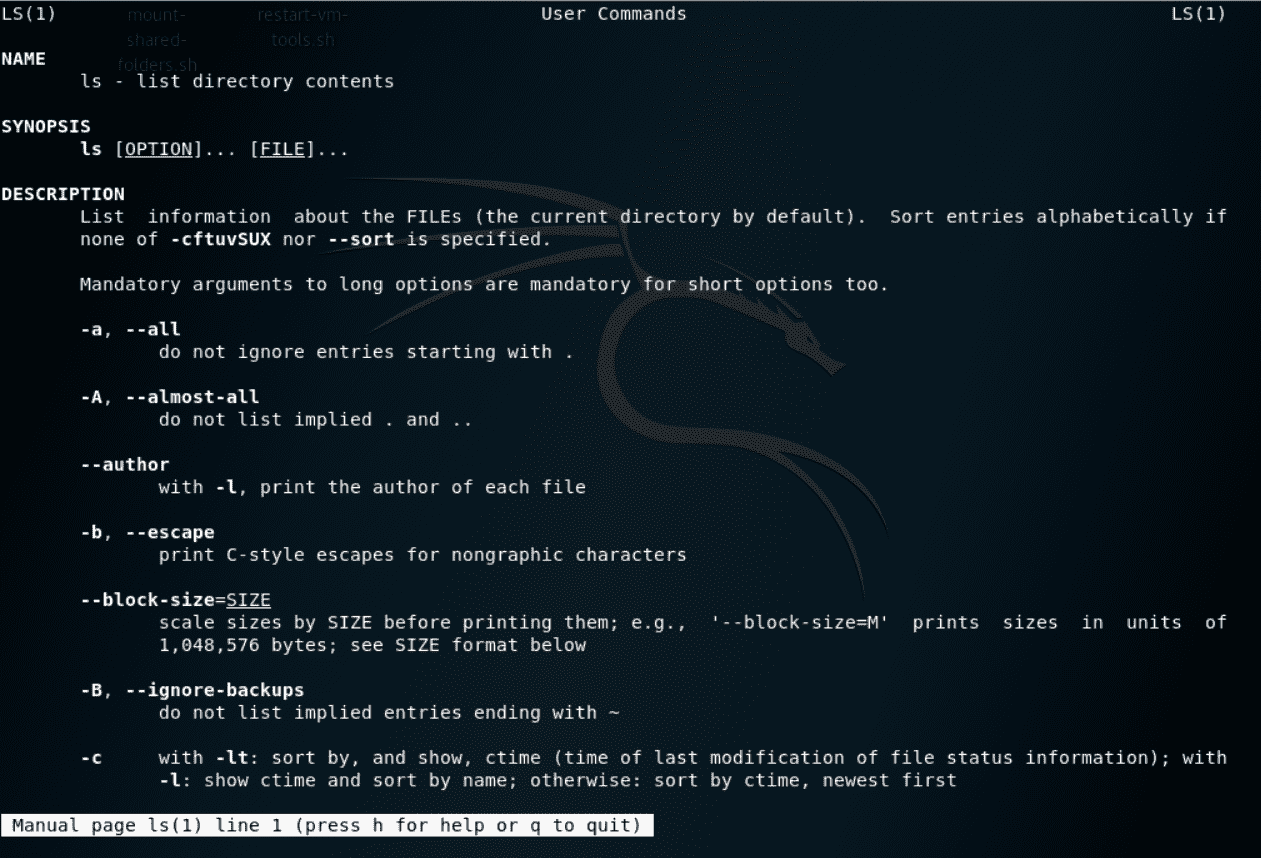 LS(1) User Commands LS(1)
mount-shared-folders.sh
restart-vm-tools.sh
NAME
ls - list directory contents
SYNOPSIS
ls [OPTION]... [FILE]...
DESCRIPTION
List information about the FILEs (the current directory by default). Sort entries alphabetically if
none of -cftuvSUX nor --sort is specified.
Mandatory arguments to long options are mandatory for short options too.
-a, --all
do not ignore entries starting with .
-A, --almost-all
do not list implied . and ..
--author
with -l, print the author of each file
-b, --escape
print C-style escapes for nongraphic characters
--block-size=SIZE
scale sizes by SIZE before printing them; e.g., '--block-size=M' prints sizes in units of
1,048,576 bytes; see SIZE format below
-B, --ignore-backups
do not list implied entries ending with ~
-c with -lt: sort by, and show, ctime (time of last modification of file status information); with
-l: show ctime and sort by name; otherwise: sort by ctime, newest first
Manual page ls(1) line 1 (press h for help or q to quit)